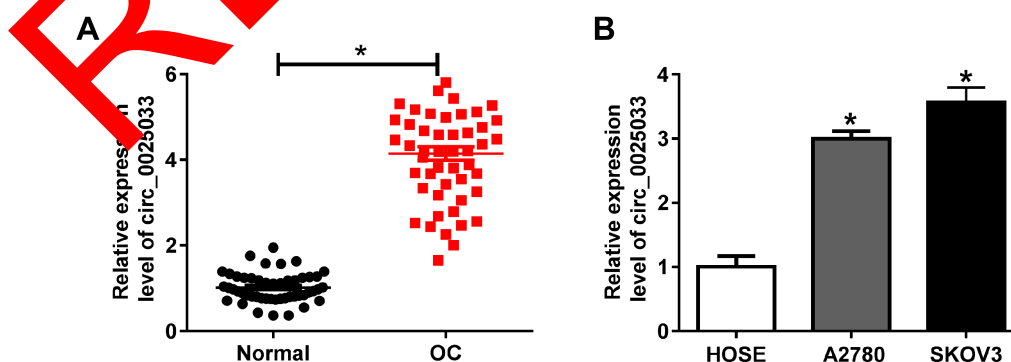 A
*
Relative expression
level of circ_0025033
6
4
2
0
Normal
OC
B
Relative expression
level of circ_0025033
4
3
2
1
0
*
*
HOSE
A2780
SKOV3
R